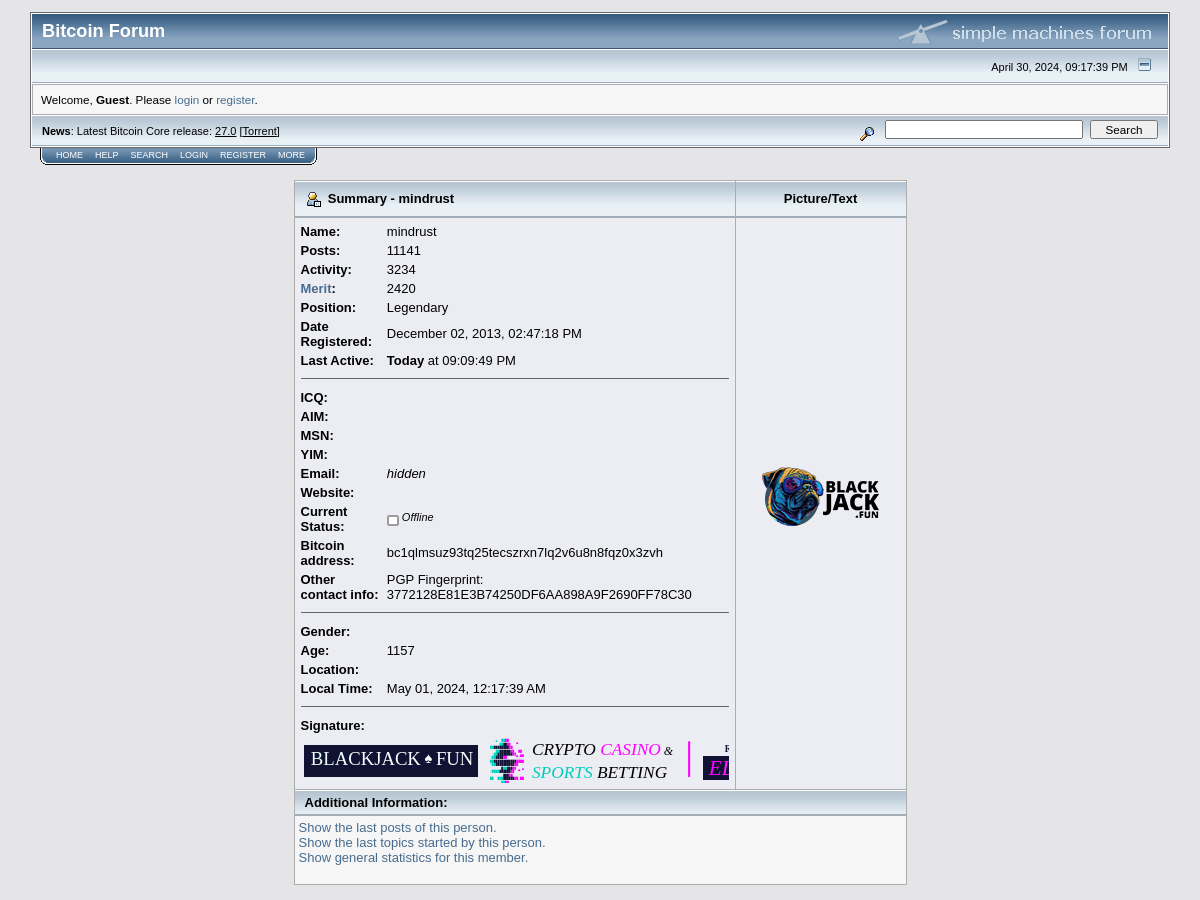 Bitcoin Forum
simple machines forum
April 30, 2024, 09:17:39 PM
Welcome, Guest. Please login or register.
News: Latest Bitcoin Core release: 27.0 [Torrent]
Search
HOME HELP SEARCH LOGIN REGISTER MORE
Summary - mindrust
Picture/Text
Name: mindrust
Posts: 11141
Activity: 3234
Merit: 2420
Position: Legendary
Date
Registered: December 02, 2013, 02:47:18 PM
Last Active: Today at 09:09:49 PM
ICQ:
AIM:
MSN:
YIM:
Email: hidden
Website:
Current
Status: Offline
Bitcoin
address: bc1qlmsuz93tq25tecszrxn7lq2v6u8n8fqz0x3zvh
Other
contact info: PGP Fingerprint:
3772128E81E3B74250DF6AA898A9F2690FF78C30
BLACK
JACK
.FUN
Gender:
Age: 1157
Location:
Local Time: May 01, 2024, 12:17:39 AM
Signature:
BLACKJACK♠FUN
CRYPTO CASINO &
SPORTS BETTING
Additional Information:
Show the last posts of this person.
Show the last topics started by this person.
Show general statistics for this member.